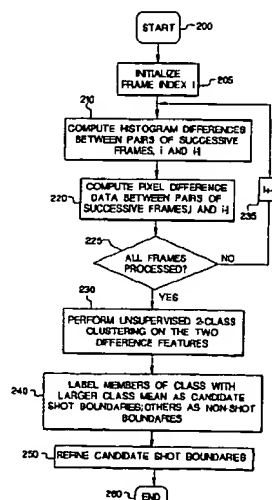 START
200
INITIALIZE
FRAME INDEX i
205
210
COMPUTE HISTOGRAM DIFFERENCES
BETWEEN PAIRS OF SUCCESSIVE
FRAMES, i AND i-1
220
COMPUTE PIXEL DIFFERENCE
DATA BETWEEN PAIRS OF
SUCCESSIVE FRAMES,i AND i-1
235
225
ALL FRAMES
PROCESSED?
NO
YES
230
PERFORM UNSUPERVISED 2-CLASS
CLUSTERING ON THE TWO
DIFFERENCE FEATURES
240
LABEL MEMBERS OF CLASS WITH
LARGER CLASS MEAN AS CANDIDATE
SHOT BOUNDARIES;OTHERS AS NON-SHOT
BOUNDARIES
250
REFINE CANDIDATE SHOT BOUNDARIES
260
END